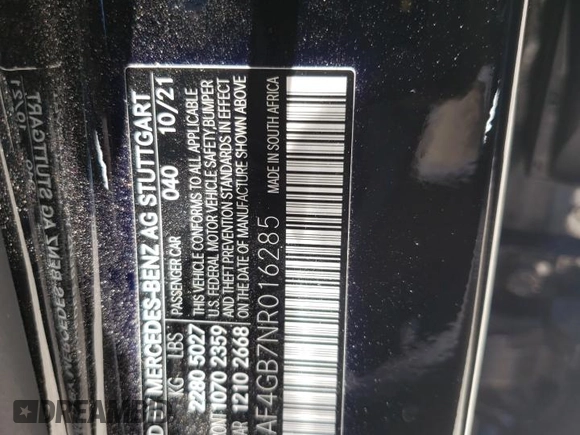 D BY MERCEDES-BENZ AG STUTTGART
KG LBS PASSENGER CAR 040 10/21
2280 5027 THIS VEHICLE CONFORMS TO ALL APPLICABLE
U.S. FEDERAL MOTOR VEHICLE SAFETY, BUMPER
1070 2359 AND THEFT PREVENTION STANDARDS IN EFFECT
1210 2668 ON THE DATE OF MANUFACTURE SHOWN ABOVE
MADE IN SOUTH AFRICA
AF4GB7NR016285
DREAMERB